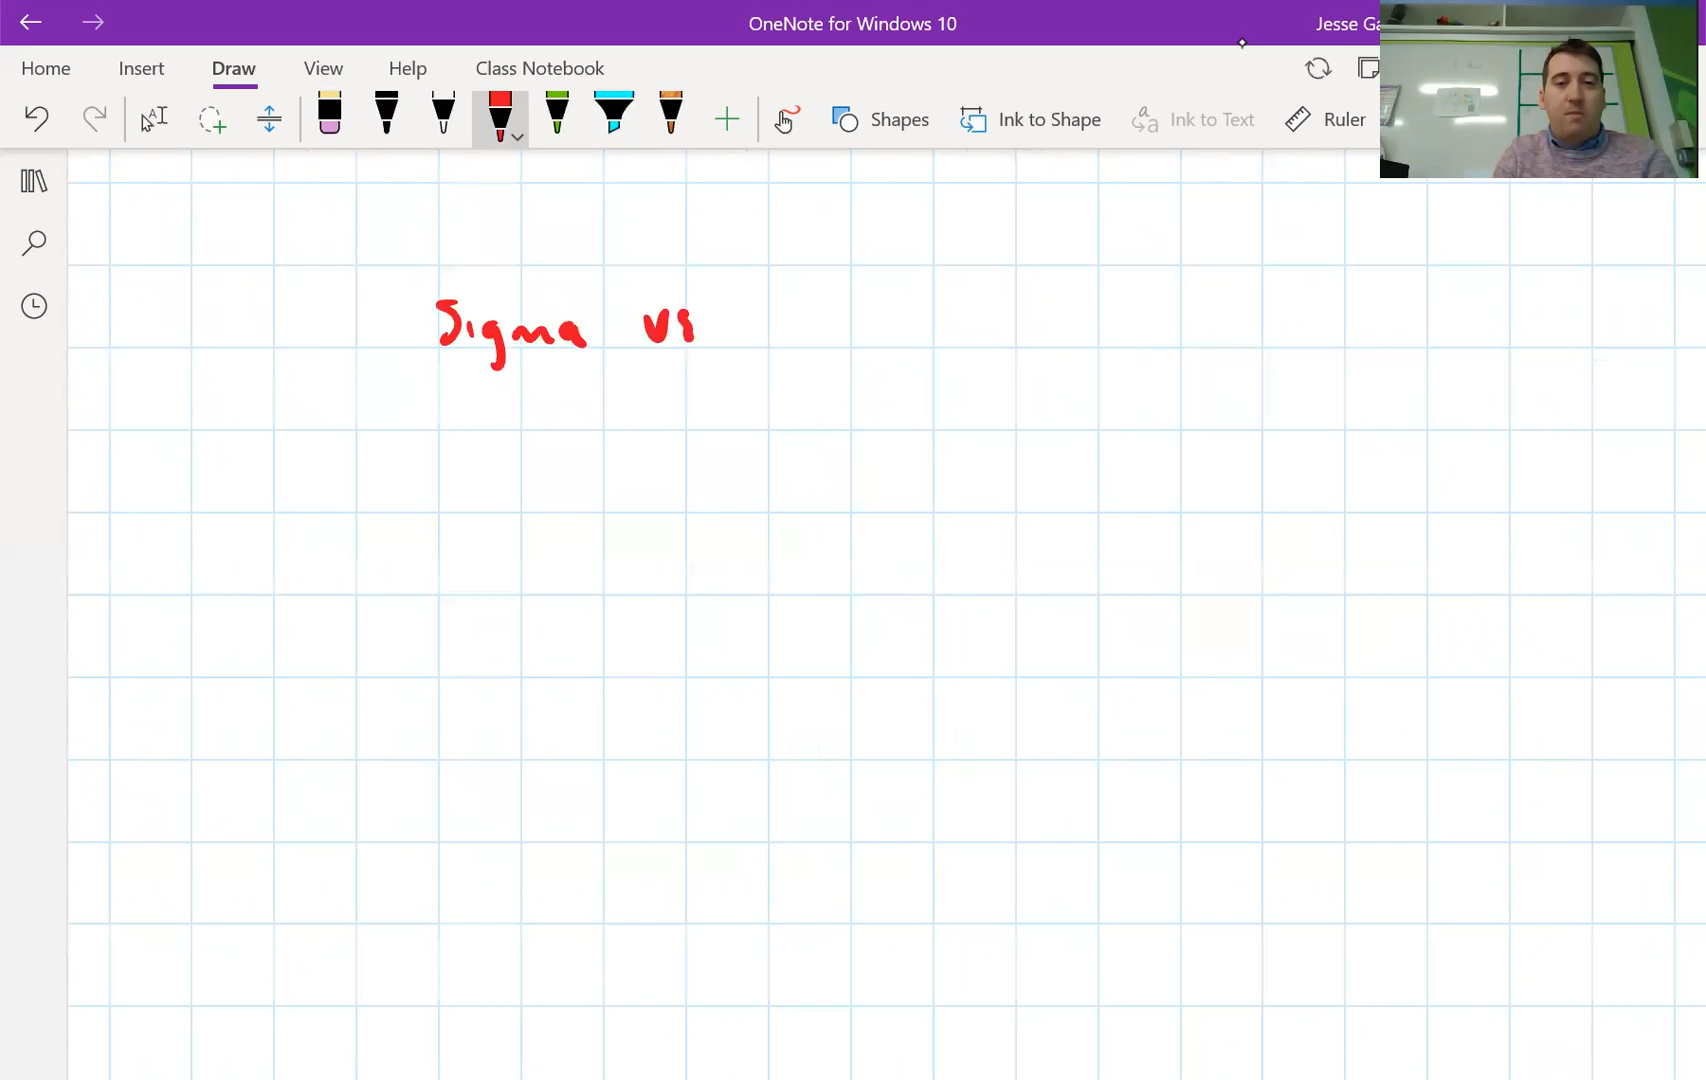 OneNote for Windows 10
Jesse Ga
Home Insert Draw View Help Class Notebook
Shapes Ink to Shape Ink to Text Ruler
Sigma vs